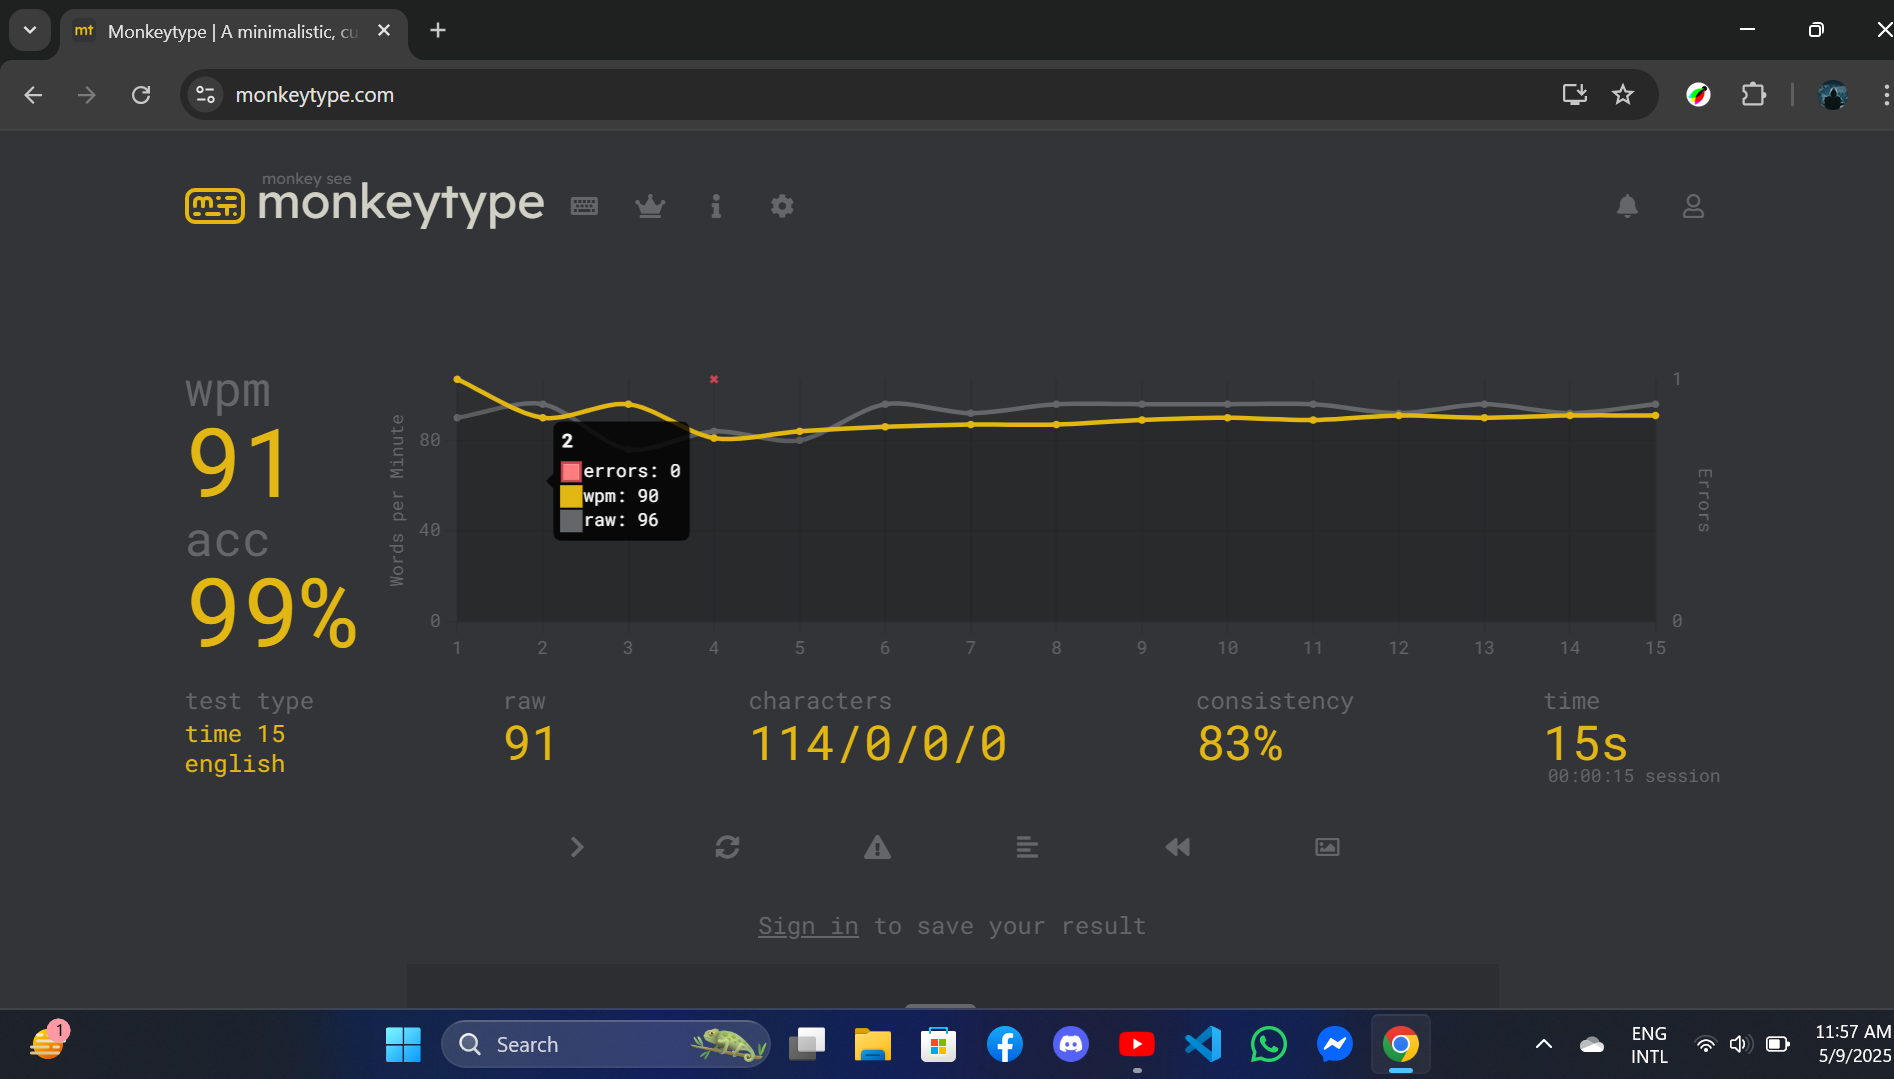 mt Monkeytype | A minimalistic, cu
monkeytype.com
monkey see
monkeytype
wpm
91
acc
99%
Words per Minute
80
40
0
2
errors: 0
wpm: 90
raw: 96
1
0
Errors
1 2 3 4 5 6 7 8 9 10 11 12 13 14 15
test type
time 15
english
raw
91
characters
114/0/0/0
consistency
83%
time
15s
00:00:15 session
Sign in to save your result
1
Search
ENG
INTL
11:57 AM
5/9/2025